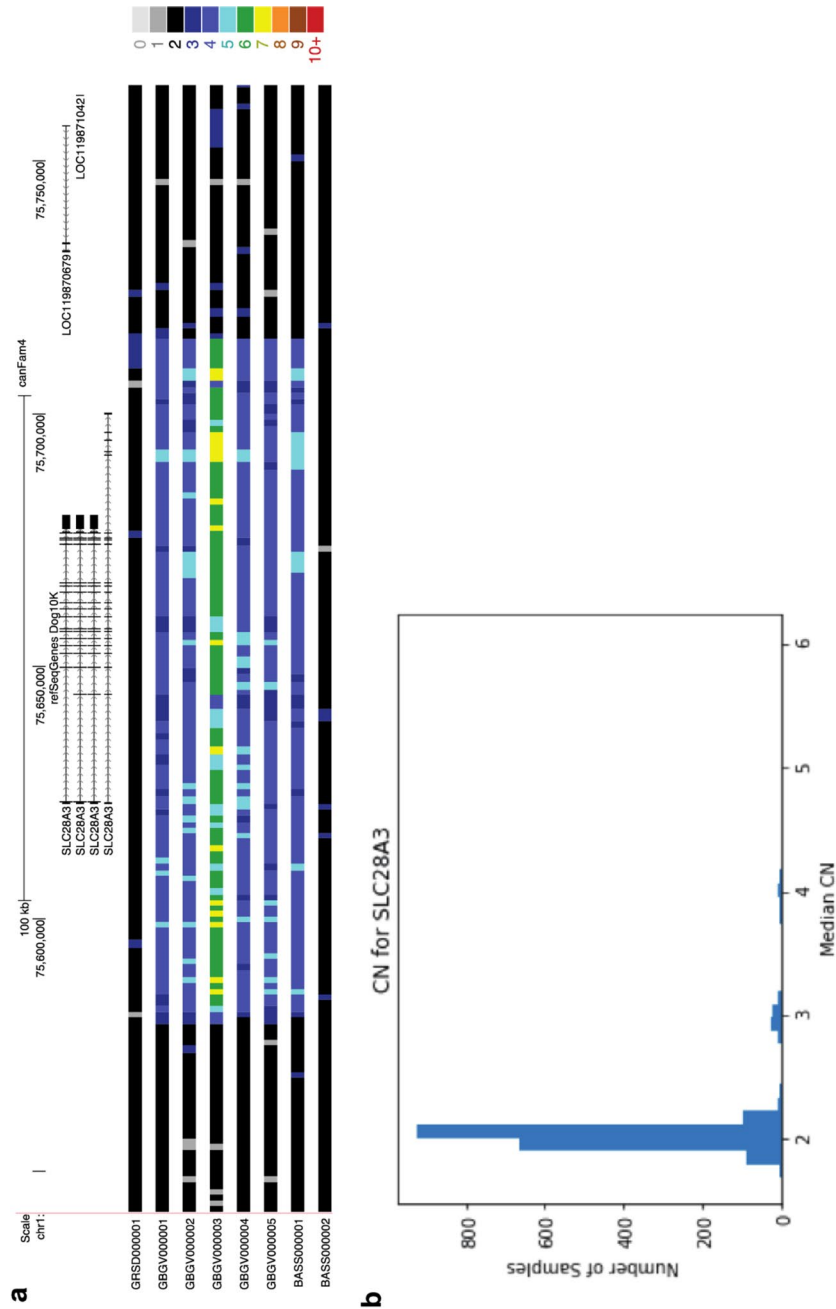 a
Scale
chr1:
100 kb
canFam4
75,600,000
75,650,000
75,700,000
75,750,000
refSeqGenes Dog10K
SLC28A3
SLC28A3
SLC28A3
SLC28A3
LOC119870679
LOC119871042
GRSD000001
GBGV000001
GBGV000002
GBGV000003
GBGV000004
GBGV000005
BASS000001
BASS000002
0
1
2
3
4
5
6
7
8
9
10+
b
CN for SLC28A3
Number of Samples
800
600
400
200
0
2
3
4
5
6
Median CN